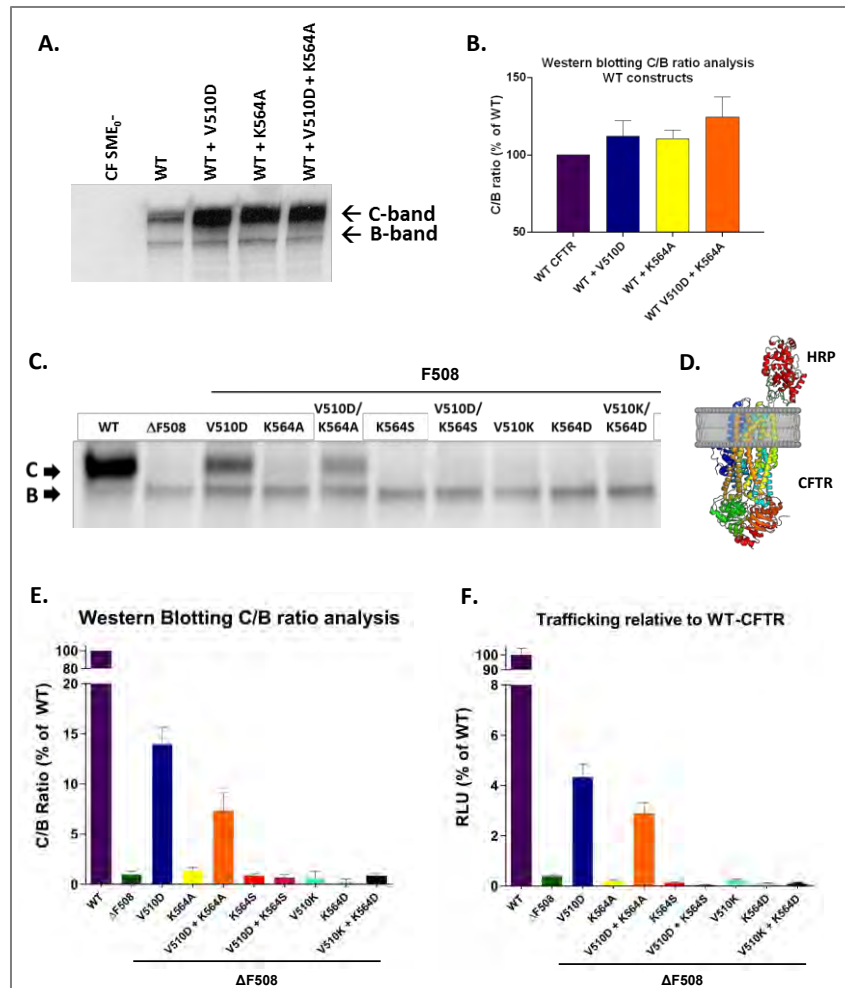 A.
CF SME₀-
WT
WT + V510D
WT + K564A
WT + V510D + K564A
← C-band
← B-band
B.
Western blotting C/B ratio analysis
WT constructs
C/B ratio (% of WT)
150
100
50
WT CFTR
WT + V510D
WT + K564A
WT V510D + K564A
C.
F508
WT
ΔF508
V510D
K564A
V510D/
K564A
K564S
V510D/
K564S
V510K
K564D
V510K/
K564D
C
B
D.
HRP
CFTR
E.
Western Blotting C/B ratio analysis
C/B Ratio (% of WT)
100
80
20
15
10
5
0
WT
ΔF508
V510D
K564A
V510D + K564A
K564S
V510D + K564S
V510K
K564D
V510K + K564D
ΔF508
F.
Trafficking relative to WT-CFTR
RLU (% of WT)
100
90
8
6
4
2
0
WT
ΔF508
V510D
K564A
V510D + K564A
K564S
V510D + K564S
V510K
K564D
V510K + K564D
ΔF508